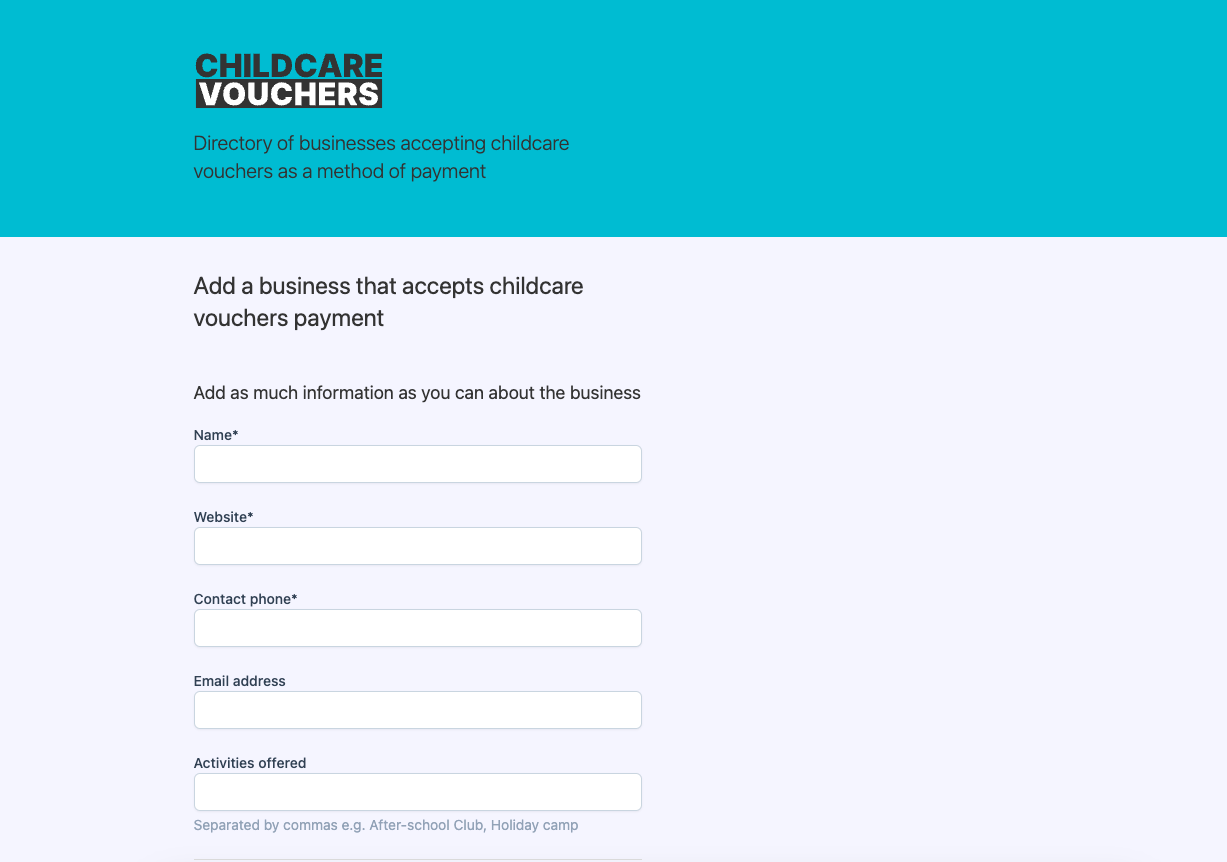 CHILDCARE
VOUCHERS
Directory of businesses accepting childcare
vouchers as a method of payment
Add a business that accepts childcare
vouchers payment
Add as much information as you can about the business
Name*
Website*
Contact phone*
Email address
Activities offered
Separated by commas e.g. After-school Club, Holiday camp